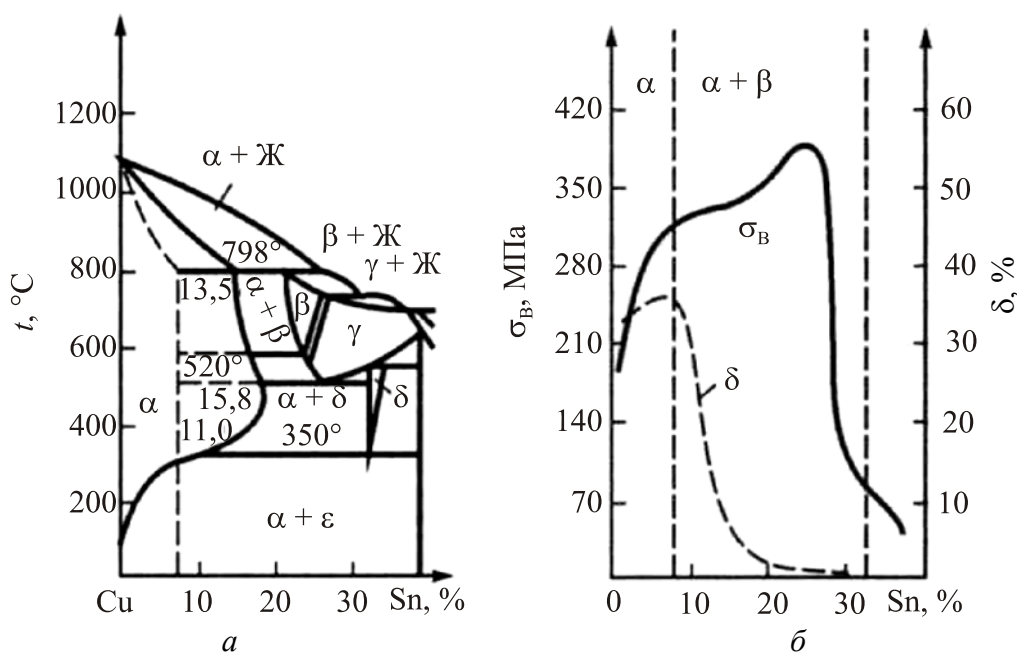 t, °C
1200
1000
800
600
400
200
α + Ж
798°
β + Ж
γ + Ж
13,5
α + β
β
γ
520°
15,8
α + δ
δ
α
11,0
350°
α + ε
Cu
10
20
30
Sn, %
а
σв, МПа
420
350
280
210
140
70
α
α + β
σв
δ
60
50
40
30
20
10
δ, %
0
10
20
30
Sn, %
б